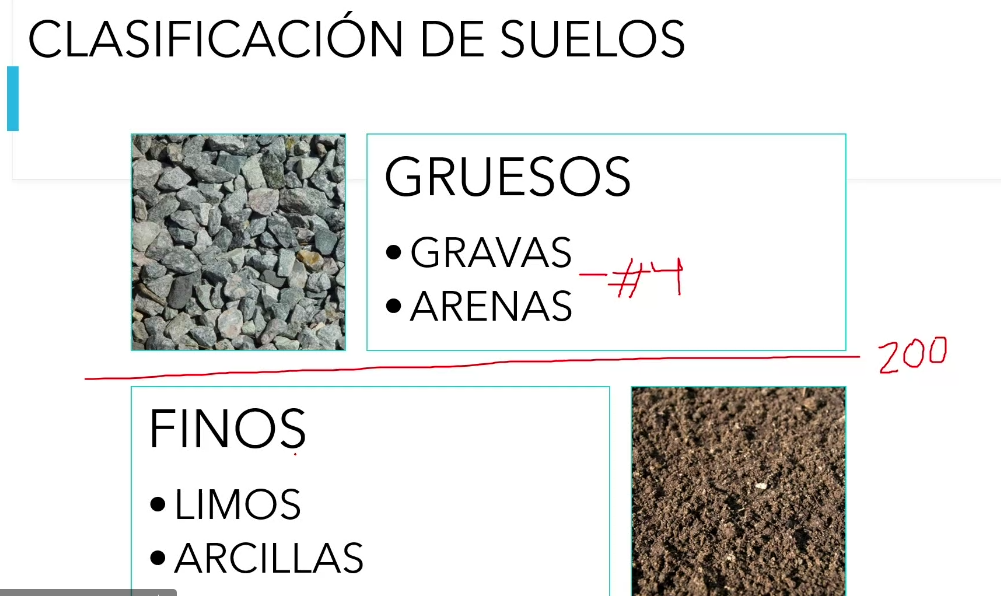 CLASIFICACIÓN DE SUELOS
GRUESOS
• GRAVAS
-#4
• ARENAS
200
FINOS
• LIMOS
• ARCILLAS